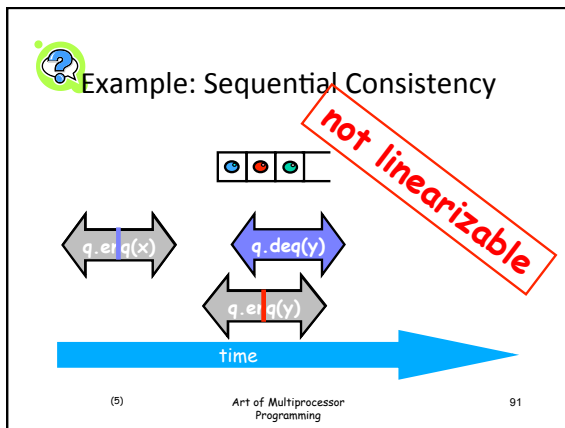 Example: Sequential Consistency
not linearizable
q.enq(x)
q.deq(y)
q.enq(y)
time
(5)
Art of Multiprocessor
Programming
91